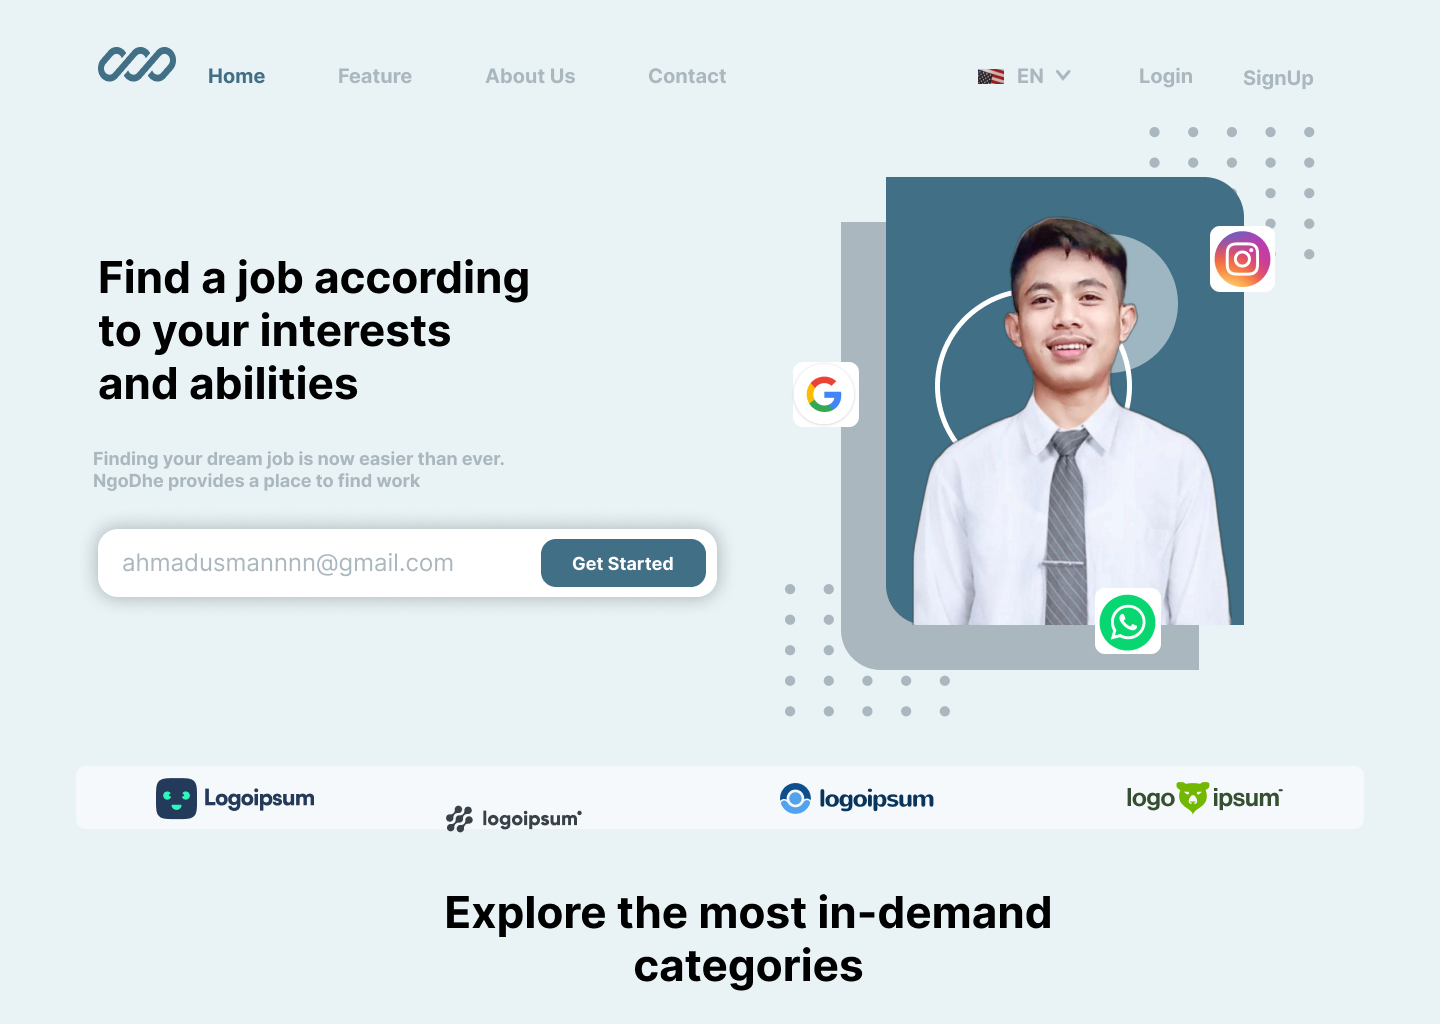 Home
Feature
About Us
Contact
EN
Login
SignUp
Find a job according
to your interests
and abilities
Finding your dream job is now easier than ever.
NgoDhe provides a place to find work
ahmadusmannnn@gmail.com
Get Started
Logoipsum
logoipsum
logoipsum
logo ipsum
Explore the most in-demand
categories